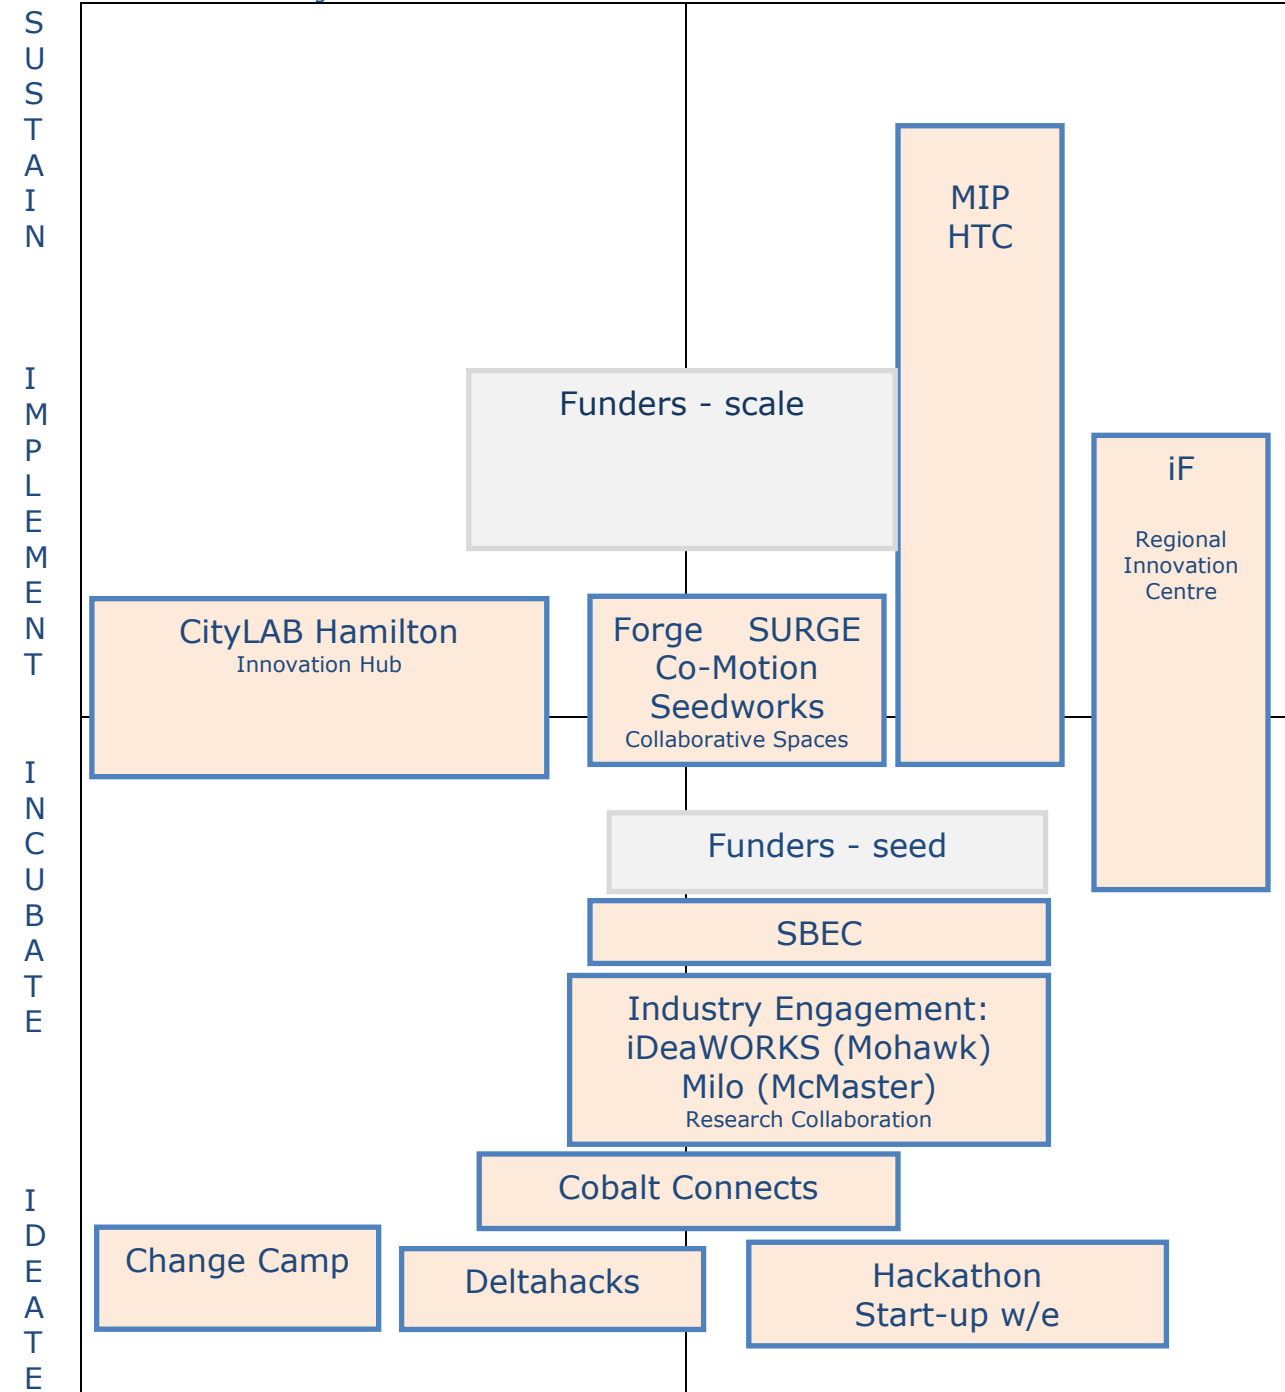 SUSTAIN
IMPLEMENT
INCUBATE
IDEATE
MIP
HTC
Funders - scale
iF
Regional
Innovation
Centre
CityLAB Hamilton
Innovation Hub
Forge SURGE
Co-Motion
Seedworks
Collaborative Spaces
Funders - seed
SBEC
Industry Engagement:
iDeaWORKS (Mohawk)
Milo (McMaster)
Research Collaboration
Cobalt Connects
Change Camp
Deltahacks
Hackathon
Start-up w/e